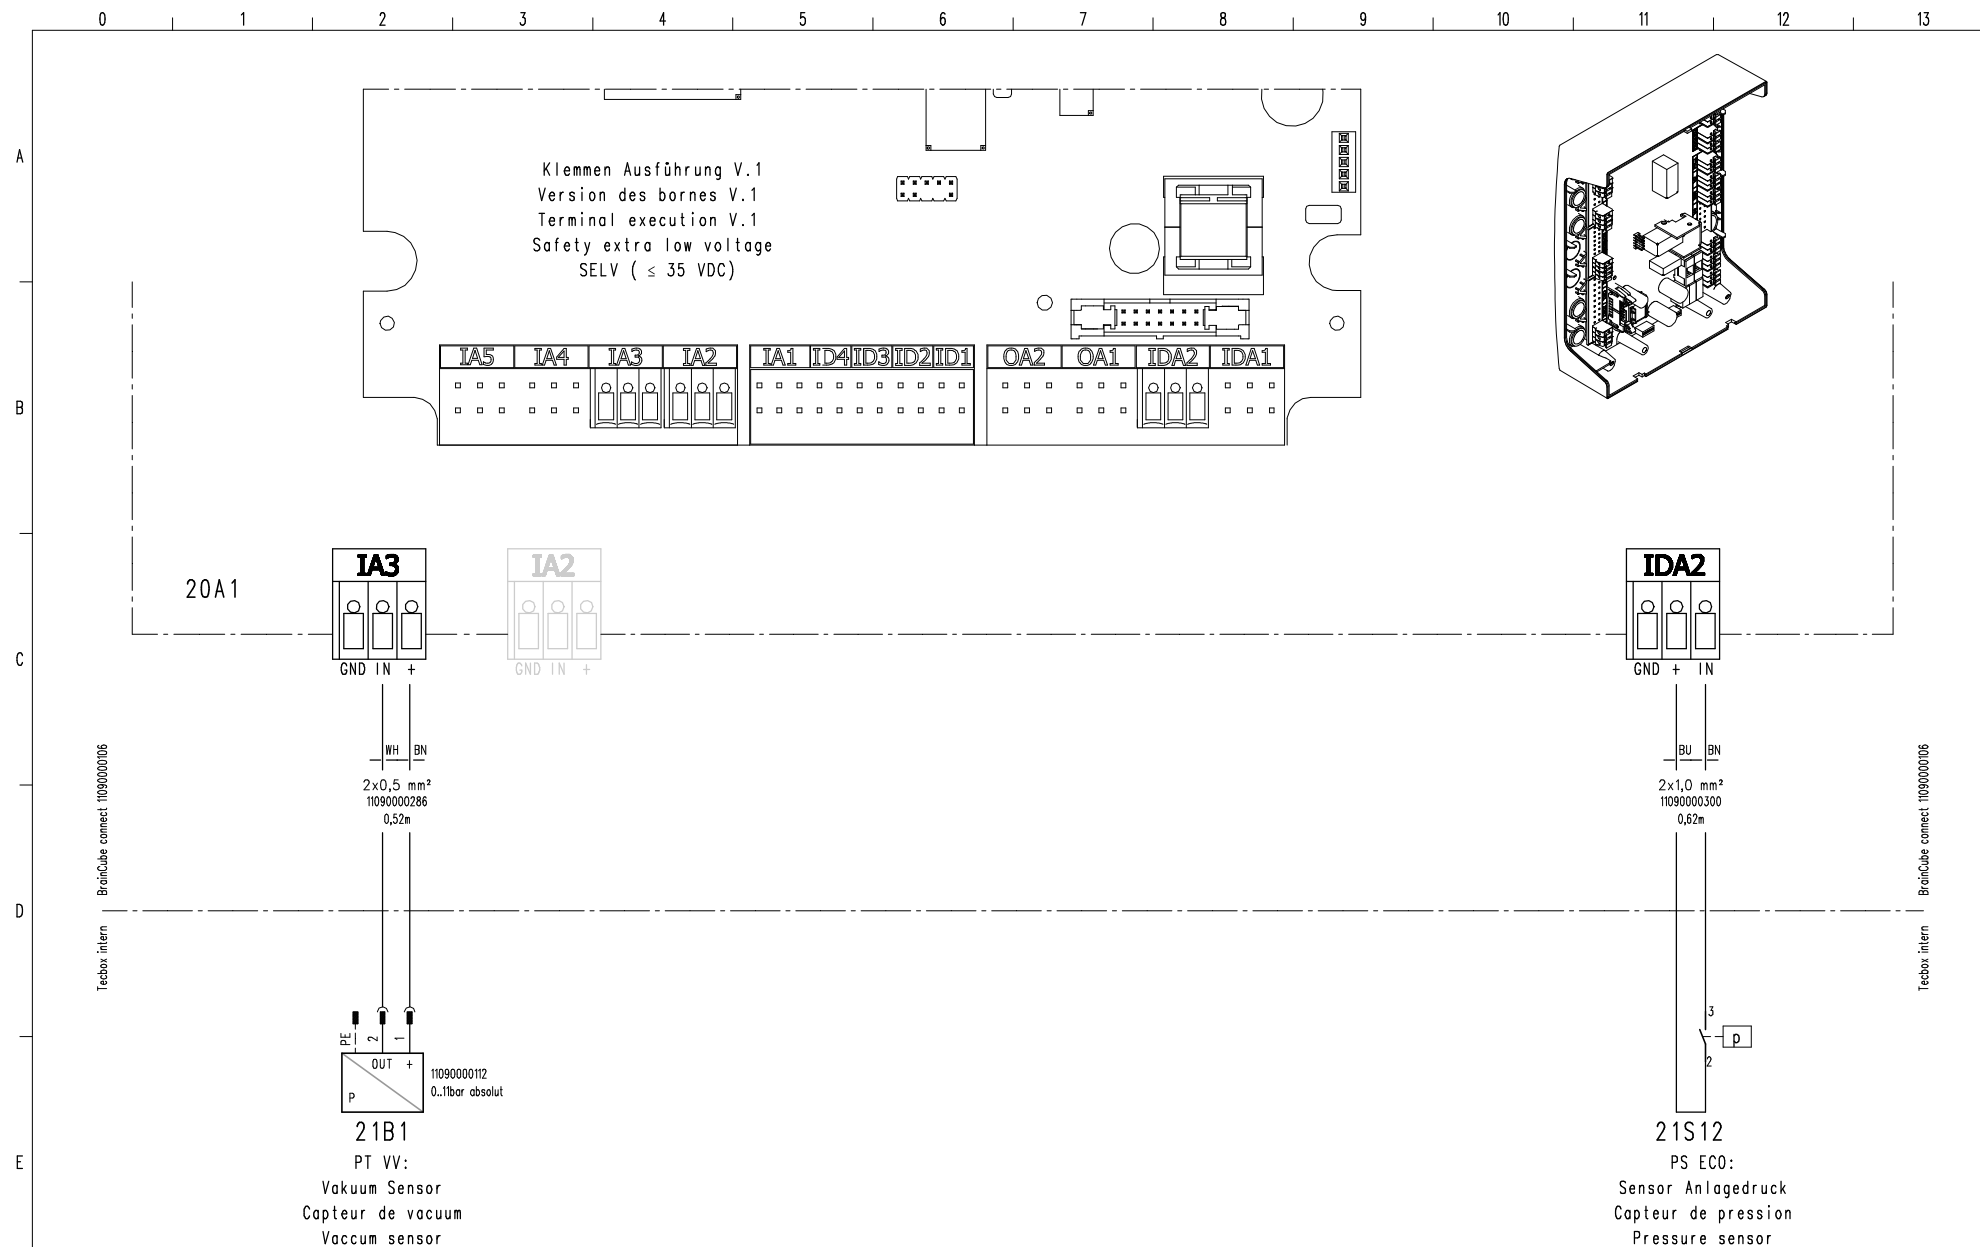 0 1 2 3 4 5 6 7 8 9 10 11 12 13
A
Klemmen Ausführung V.1
Version des bornes V.1
Terminal execution V.1
Safety extra low voltage
SELV ( ≤ 35 VDC)
B
IA5 IA4 IA3 IA2 IA1 ID4 ID3 ID2 ID1 OA2 OA1 IDA2 IDA1
C
20A1
IA3
GND IN +
IA2
GND IN +
IDA2
GND + IN
WH BN
2x0,5 mm²
11090000286
0,52m
BU BN
2x1,0 mm²
11090000300
0,62m
BrainCube connect 11090000106
BrainCube connect 11090000106
D
Tecbox intern
Tecbox intern
PE 2 1
OUT +
P
11090000112
0..11bar absolut
3
p
2
21B1
PT VV:
Vakuum Sensor
Capteur de vacuum
Vaccum sensor
E
21S12
PS ECO:
Sensor Anlagedruck
Capteur de pression
Pressure sensor